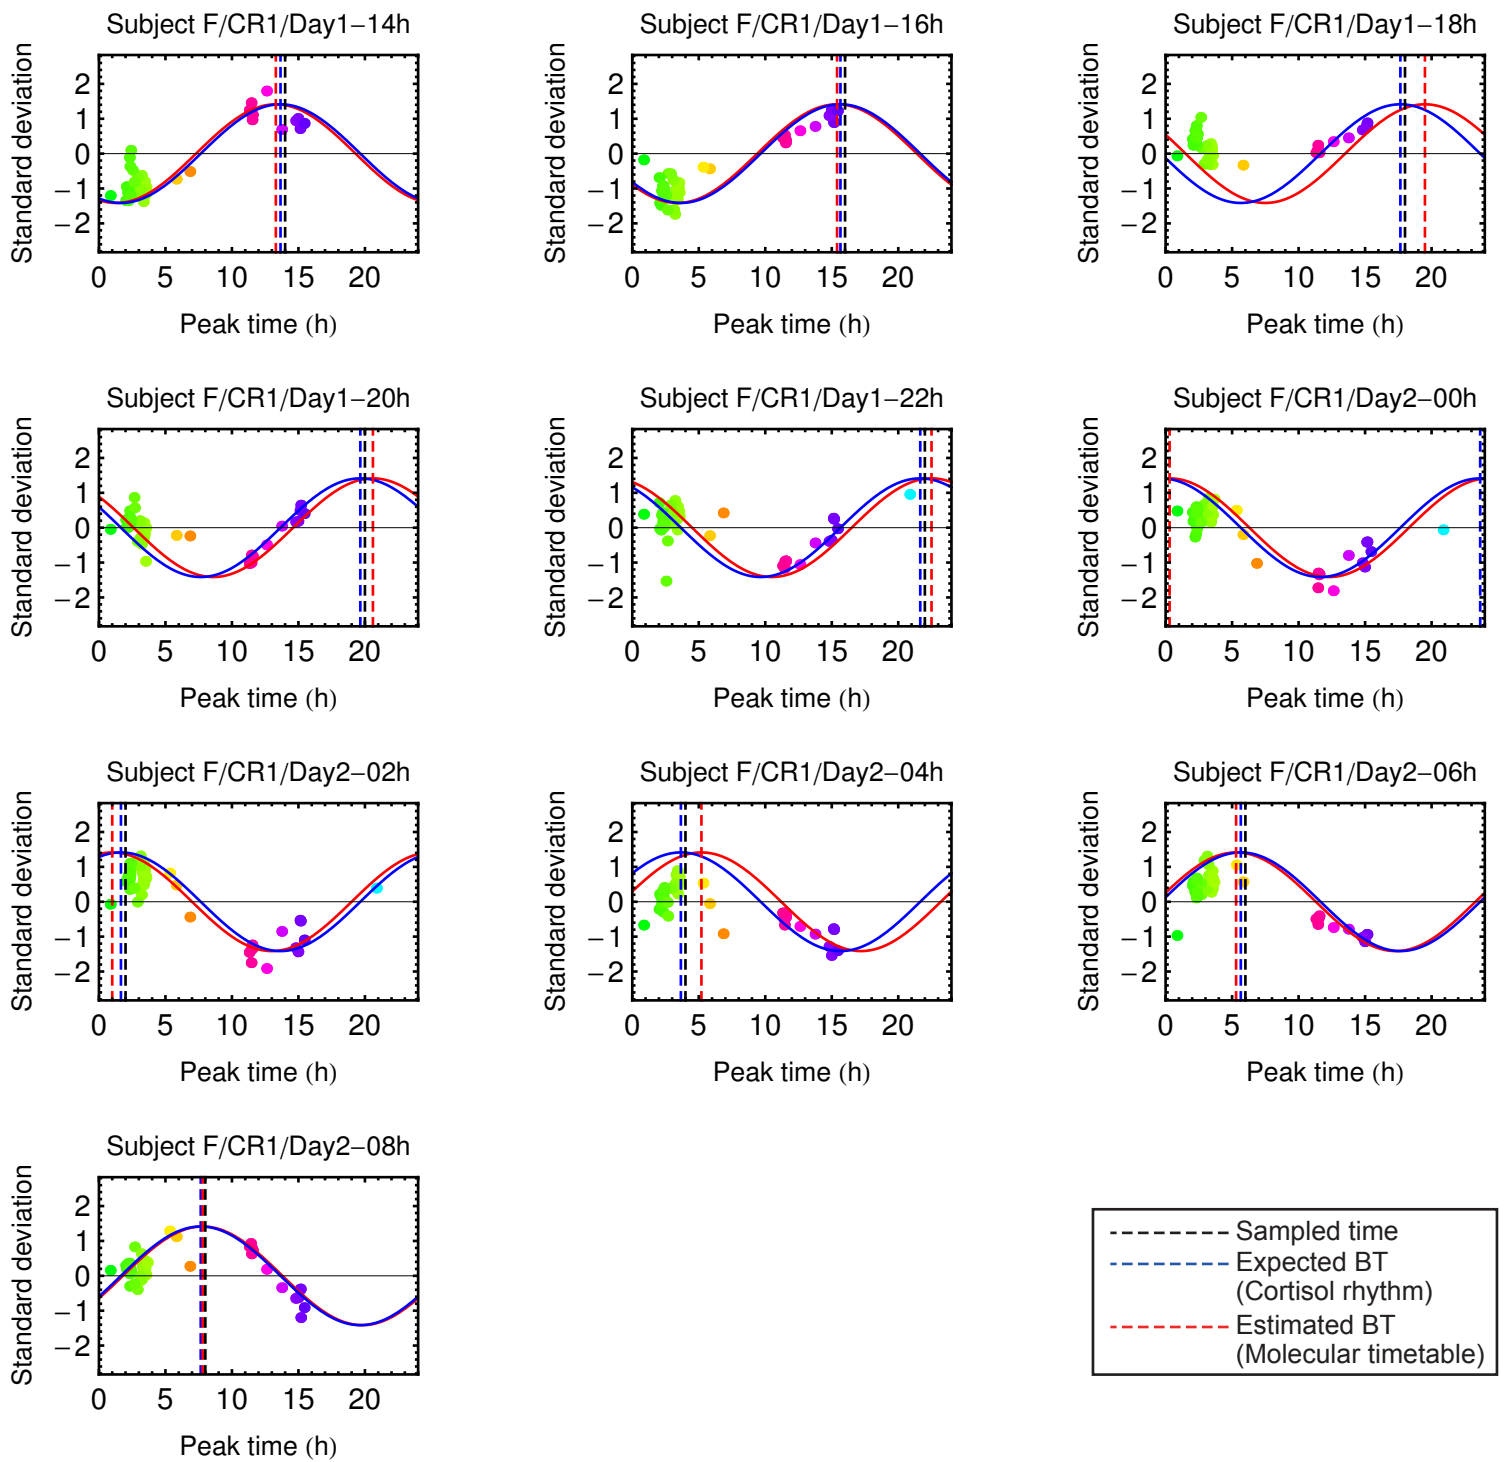 Subject F/CR1/Day1−14h
Standard deviation
2
1
0
−1
−2
0 5 10 15 20
Peak time (h)
Subject F/CR1/Day1−16h
Standard deviation
2
1
0
−1
−2
0 5 10 15 20
Peak time (h)
Subject F/CR1/Day1−18h
Standard deviation
2
1
0
−1
−2
0 5 10 15 20
Peak time (h)
Subject F/CR1/Day1−20h
Standard deviation
2
1
0
−1
−2
0 5 10 15 20
Peak time (h)
Subject F/CR1/Day1−22h
Standard deviation
2
1
0
−1
−2
0 5 10 15 20
Peak time (h)
Subject F/CR1/Day2−00h
Standard deviation
2
1
0
−1
−2
0 5 10 15 20
Peak time (h)
Subject F/CR1/Day2−02h
Standard deviation
2
1
0
−1
−2
0 5 10 15 20
Peak time (h)
Subject F/CR1/Day2−04h
Standard deviation
2
1
0
−1
−2
0 5 10 15 20
Peak time (h)
Subject F/CR1/Day2−06h
Standard deviation
2
1
0
−1
−2
0 5 10 15 20
Peak time (h)
Subject F/CR1/Day2−08h
Standard deviation
2
1
0
−1
−2
0 5 10 15 20
Peak time (h)
Sampled time
Expected BT
(Cortisol rhythm)
Estimated BT
(Molecular timetable)